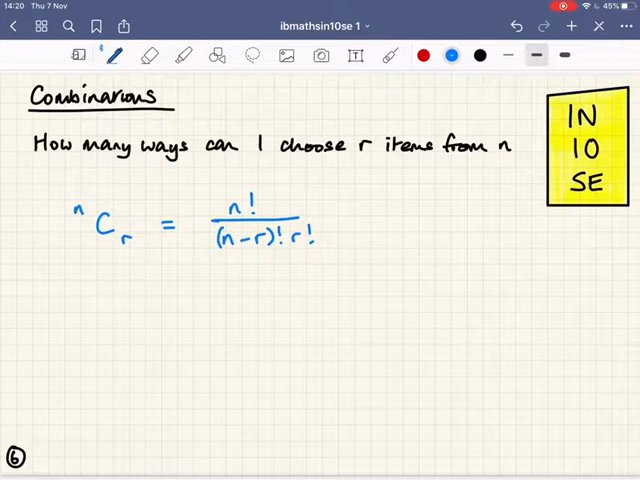 14:20 Thu 7 Nov
45%
ibmathsin10se 1
Combinations
How many ways can I choose r items from n
IN
10
SE
nCr = n! / (n-r)! r!
6